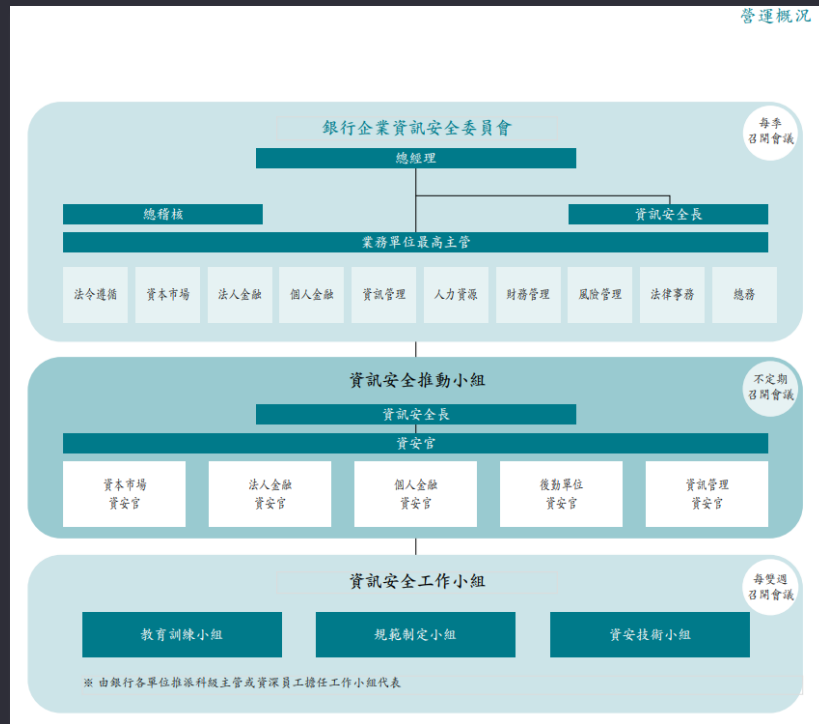 營運概況
銀行企業資訊安全委員會
每季
召開會議
總經理
總稽核
資訊安全長
業務單位最高主管
法令遵循
資本市場
法人金融
個人金融
資訊管理
人力資源
財務管理
風險管理
法律事務
總務
資訊安全推動小組
不定期
召開會議
資訊安全長
資安官
資本市場
資安官
法人金融
資安官
個人金融
資安官
後勤單位
資安官
資訊管理
資安官
資訊安全工作小組
每雙週
召開會議
教育訓練小組
規範制定小組
資安技術小組
※ 由銀行各單位推派科級主管或資深員工擔任工作小組代表